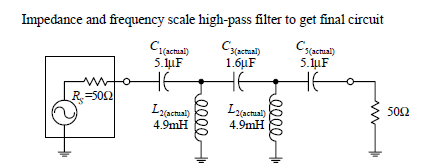 Impedance and frequency scale high-pass filter to get final circuit
C1(actual) C3(actual) C5(actual)
5.1μF 1.6μF 5.1μF
RS=50Ω
L2(actual) L2(actual) 50Ω
4.9mH 4.9mH